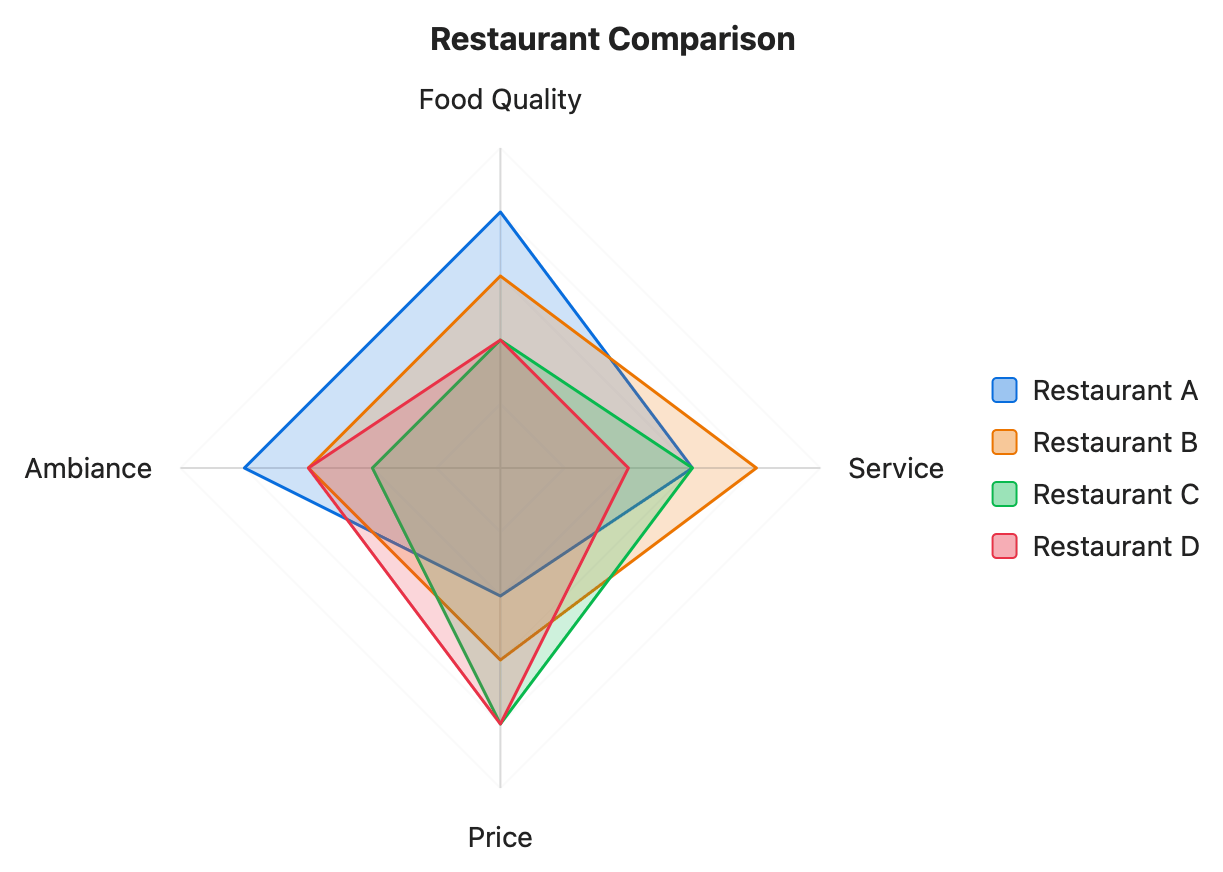 Restaurant Comparison
Food Quality
Ambiance
Service
Price
Restaurant A
Restaurant B
Restaurant C
Restaurant D